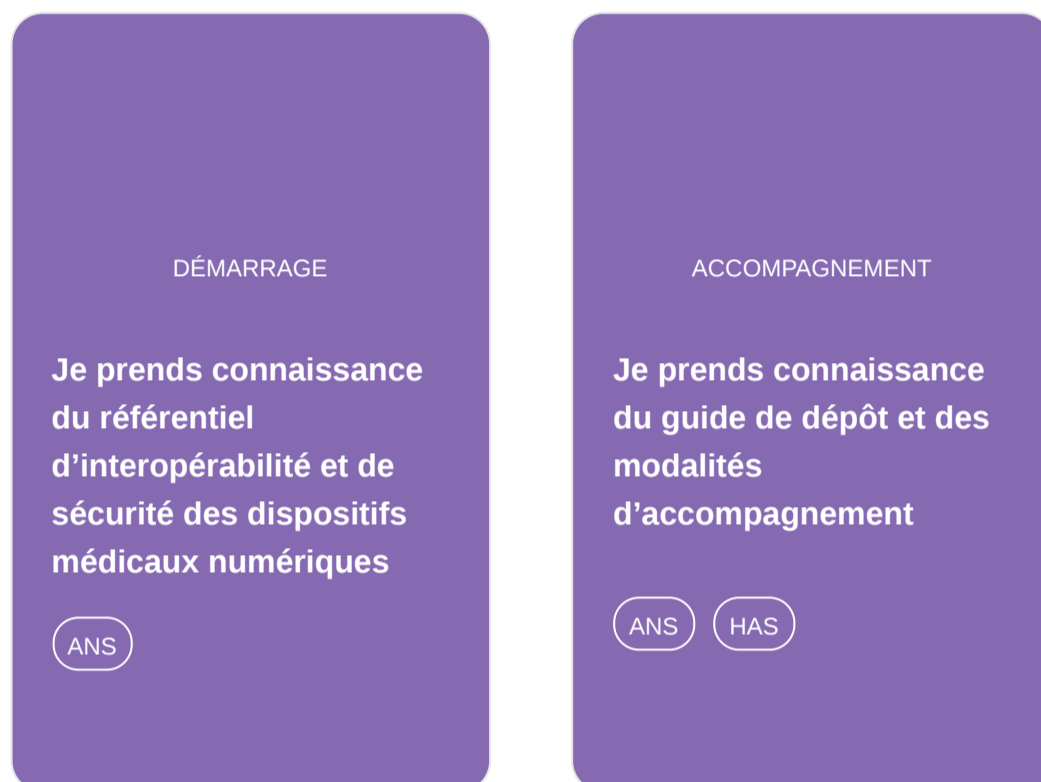 DÉMARRAGE
Je prends connaissance
du référentiel
d’interopérabilité et de
sécurité des dispositifs
médicaux numériques
ANS
ACCOMPAGNEMENT
Je prends connaissance
du guide de dépôt et des
modalités
d’accompagnement
ANS HAS